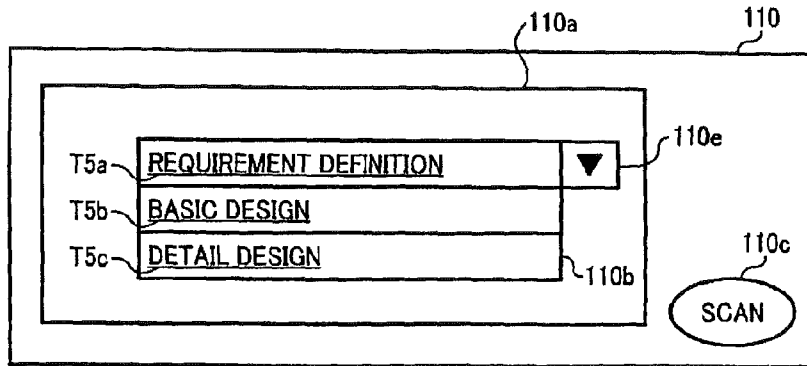 110a
110
T5a
REQUIREMENT DEFINITION
▼
110e
T5b
BASIC DESIGN
T5c
DETAIL DESIGN
110b
110c
SCAN